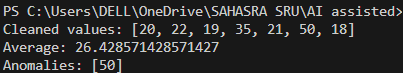 PS C:\Users\DELL\OneDrive\SAHASRA SRU\AI assisted>
Cleaned values: [20, 22, 19, 35, 21, 50, 18]
Average: 26.428571428571427
Anomalies: [50]